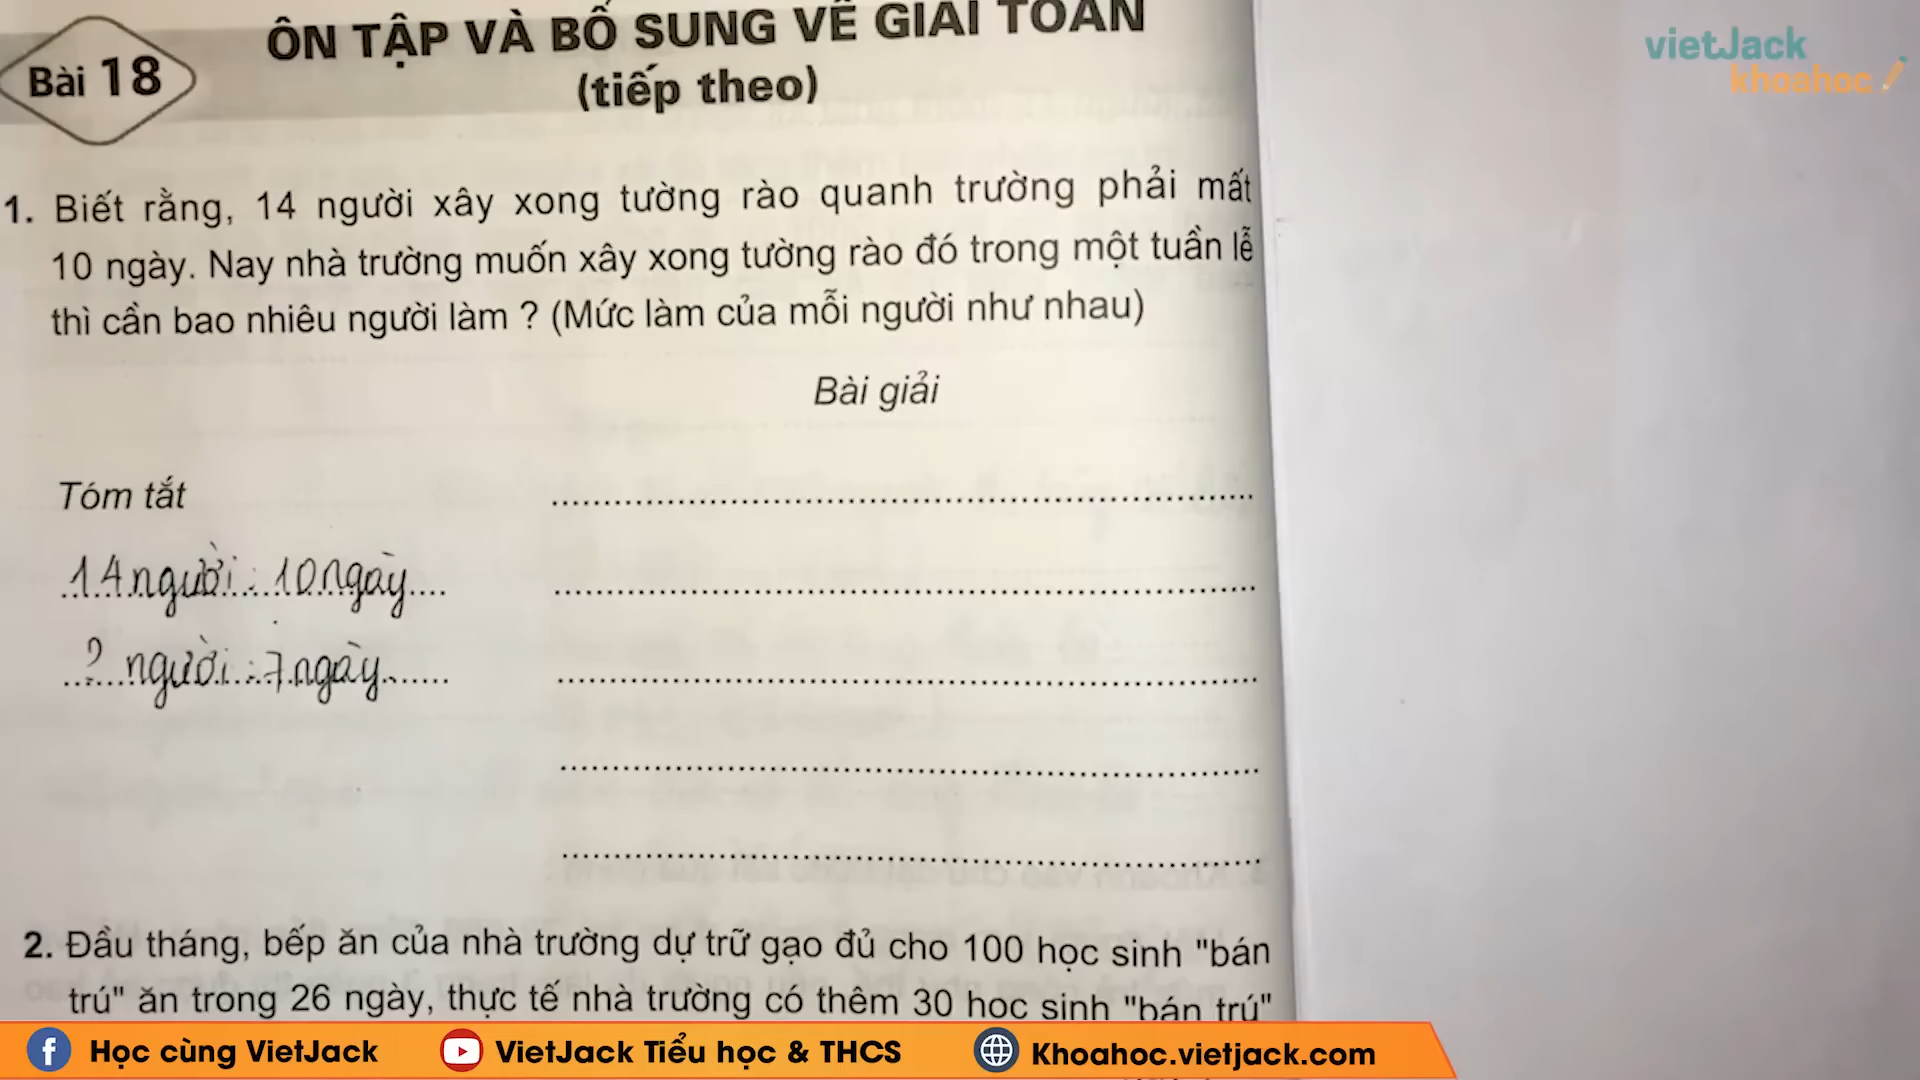 Bài 18
ÔN TẬP VÀ BỔ SUNG VỀ GIẢI TOÁN
(tiếp theo)
vietJack
khoahoc
1. Biết rằng, 14 người xây xong tường rào quanh trường phải mất
10 ngày. Nay nhà trường muốn xây xong tường rào đó trong một tuần lễ
thì cần bao nhiêu người làm ? (Mức làm của mỗi người như nhau)
Bài giải
Tóm tắt
14 người : 10 ngày
? người : 7 ngày
2. Đầu tháng, bếp ăn của nhà trường dự trữ gạo đủ cho 100 học sinh "bán
trú" ăn trong 26 ngày, thực tế nhà trường có thêm 30 học sinh "bán trú"
Học cùng VietJack
VietJack Tiểu học & THCS
Khoahoc.vietjack.com